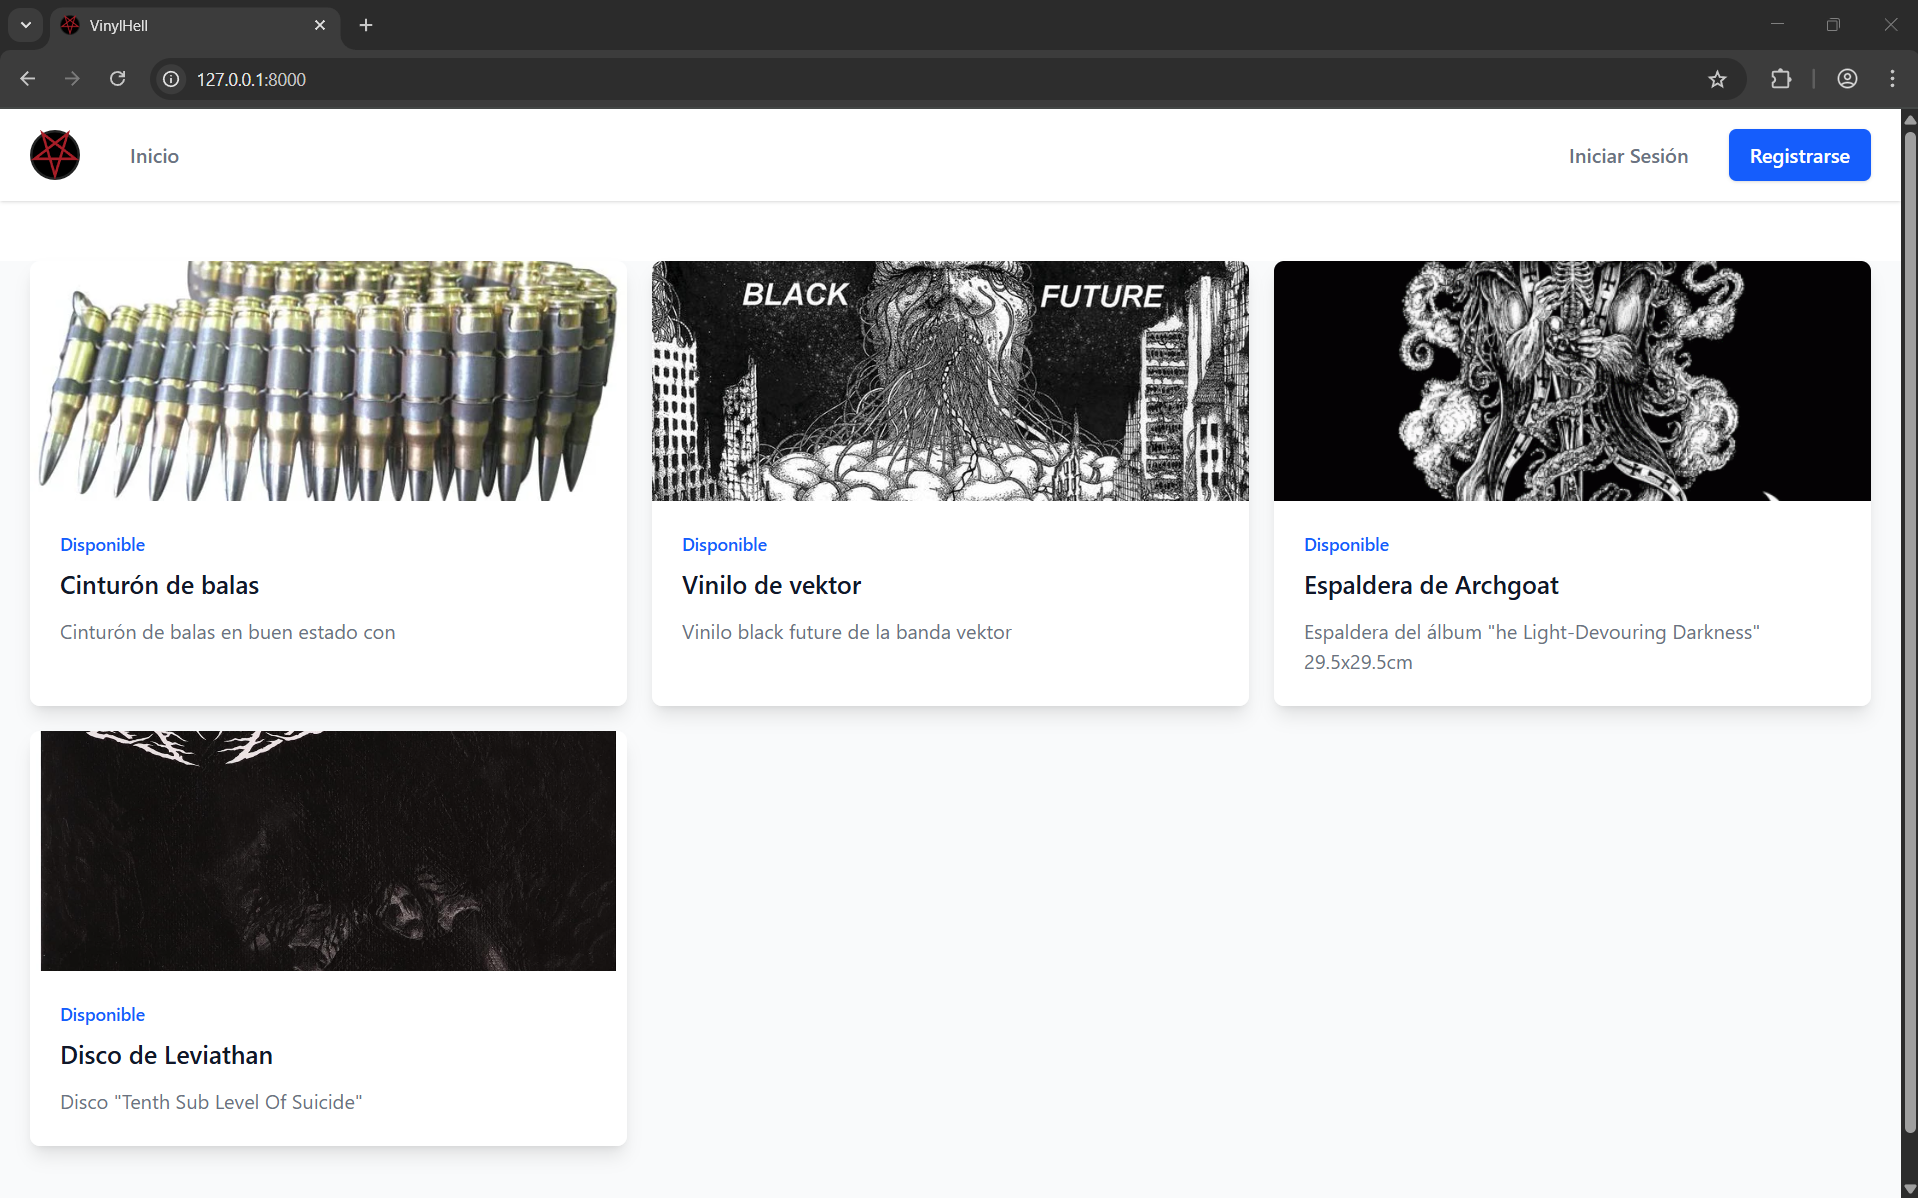 VinylHell
127.0.0.1:8000
Inicio
Iniciar Sesión
Registrarse
BLACK FUTURE
Disponible
Cinturón de balas
Cinturón de balas en buen estado con
Disponible
Vinilo de vektor
Vinilo black future de la banda vektor
Disponible
Espaldera de Archgoat
Espaldera del álbum "he Light-Devouring Darkness"
29.5x29.5cm
Disponible
Disco de Leviathan
Disco "Tenth Sub Level Of Suicide"